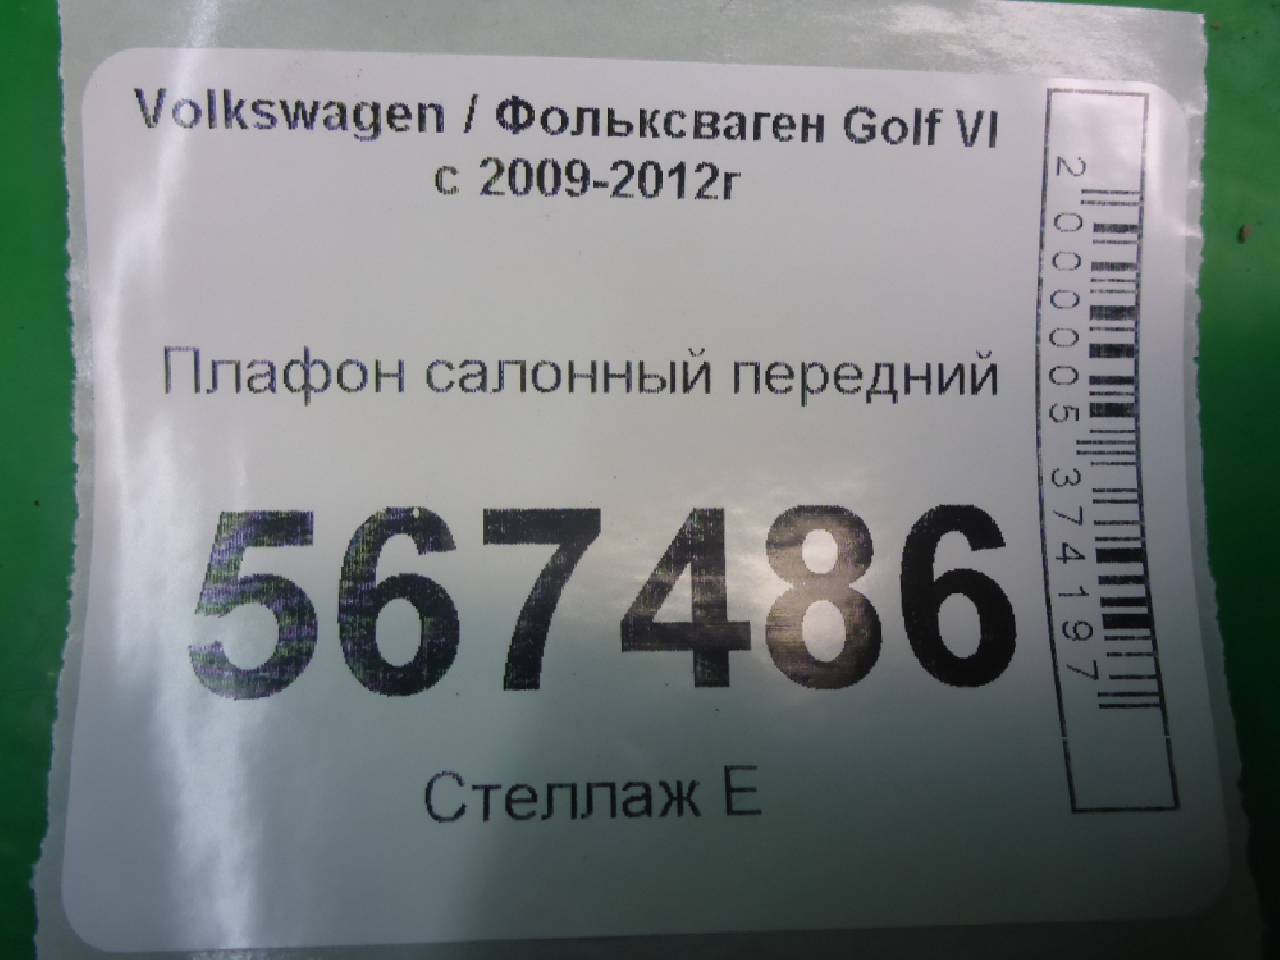 Volkswagen / Фольксваген Golf VI
с 2009-2012г
Плафон салонный передний
567486
Стеллаж Е
2000005374197